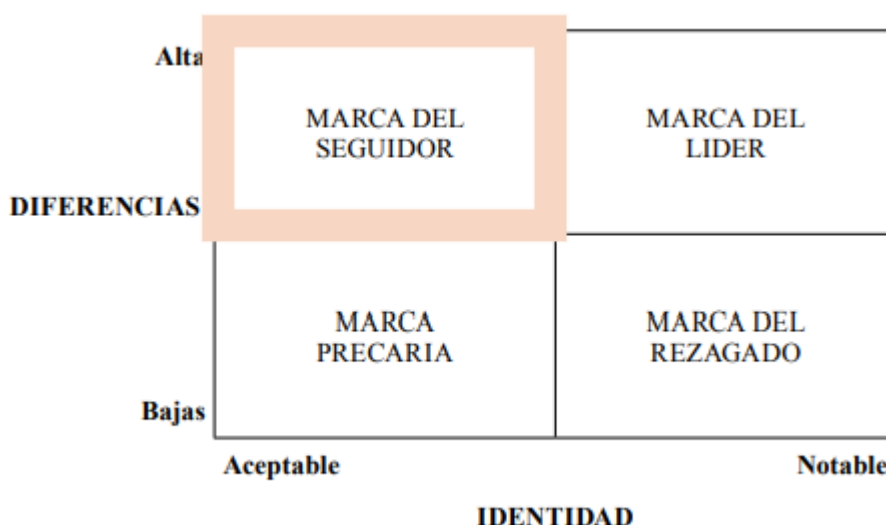 Alta
MARCA DEL
SEGUIDOR
MARCA DEL
LIDER
DIFERENCIAS
MARCA
PRECARIA
MARCA DEL
REZAGADO
Bajas
Aceptable
Notable
IDENTIDAD